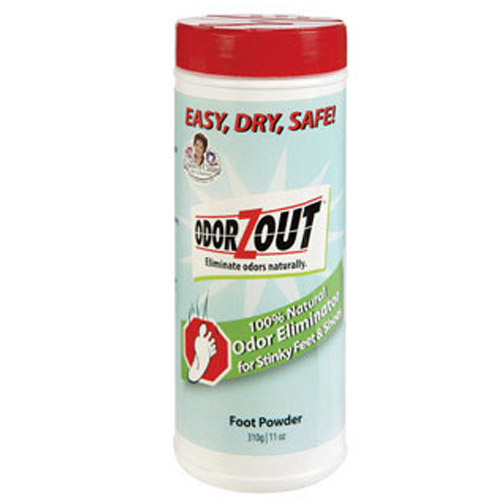 EASY, DRY, SAFE!
ODORZOUT
Eliminate odors naturally.
100% Natural
Odor Eliminator
for Stinky Feet & Shoes
Foot Powder
310g | 11 oz